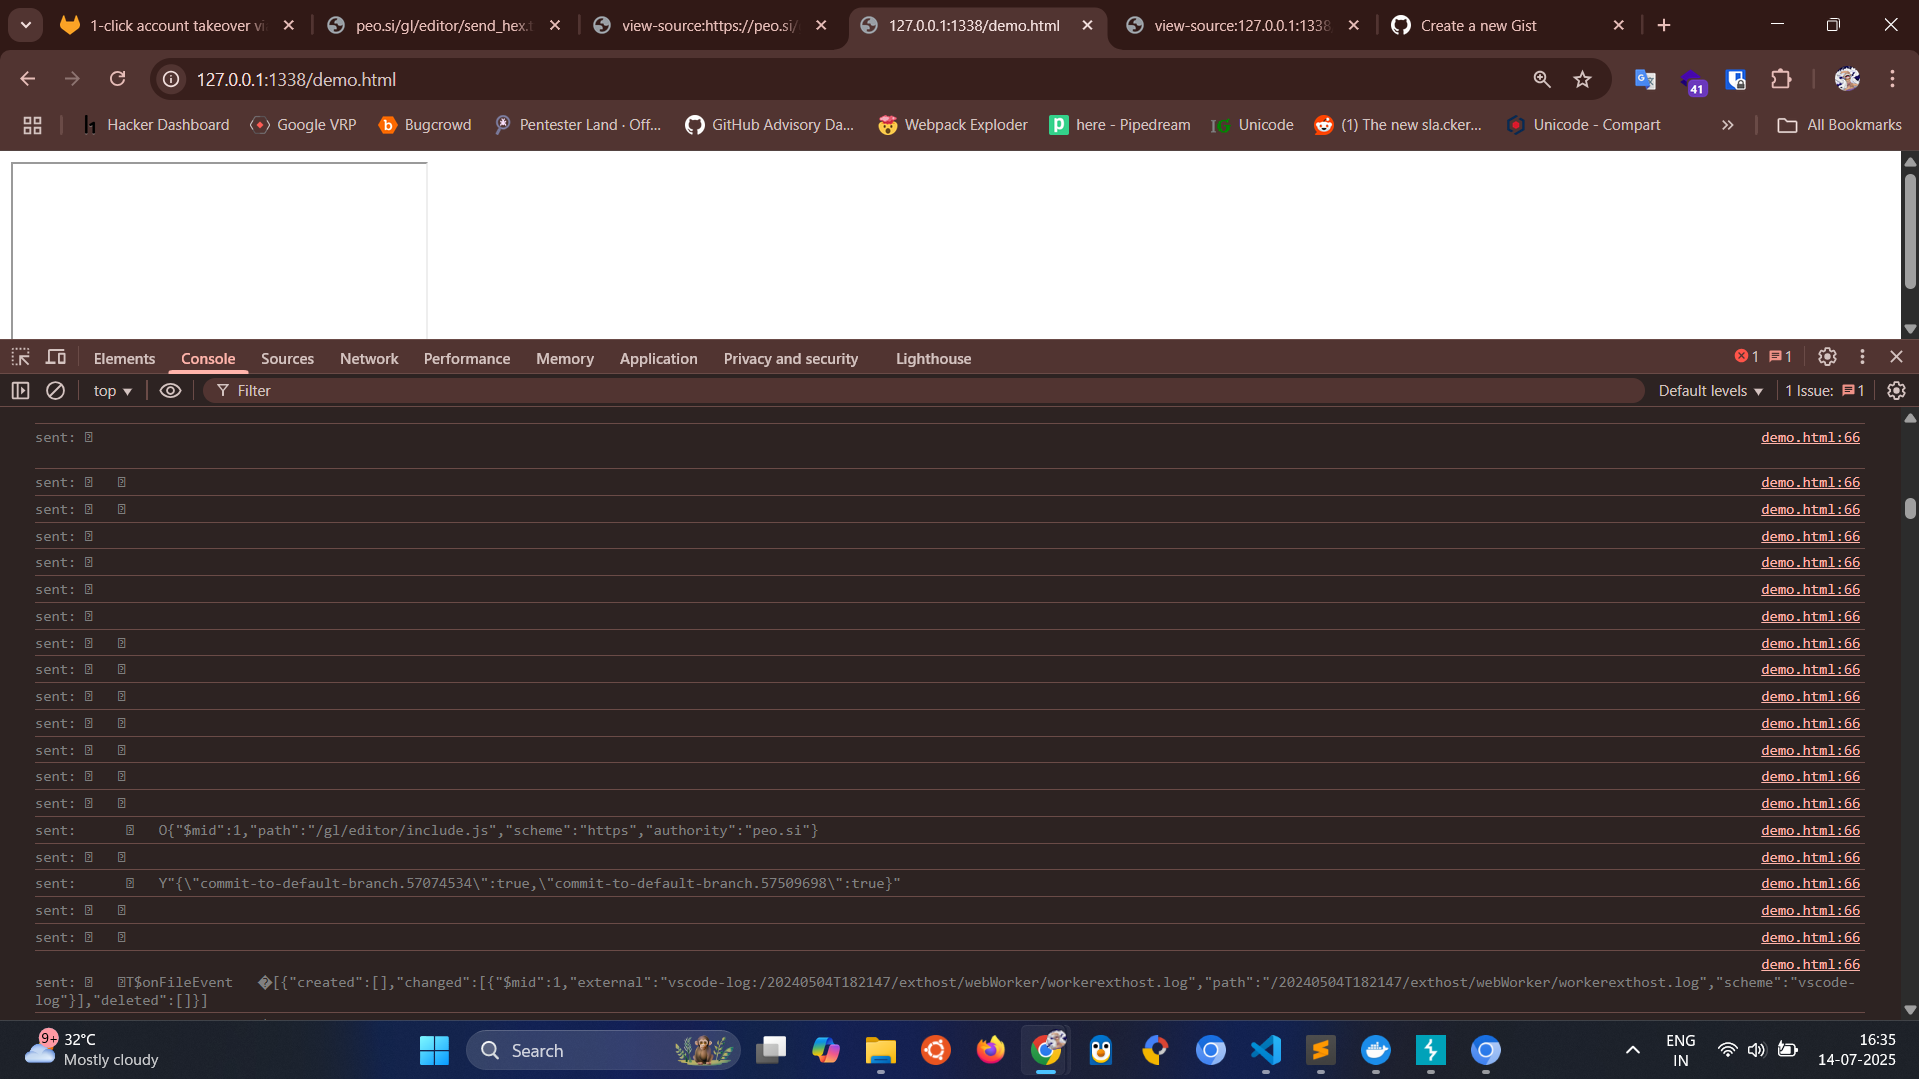 1-click account takeover vi
peo.si/gl/editor/send_hex.t
view-source:https://peo.si/
127.0.0.1:1338/demo.html
view-source:127.0.0.1:1338
Create a new Gist
127.0.0.1:1338/demo.html
41
Hacker Dashboard
Google VRP
Bugcrowd
Pentester Land · Off...
GitHub Advisory Da...
Webpack Exploder
here - Pipedream
Unicode
(1) The new sla.cker...
Unicode - Compart
All Bookmarks
Elements
Console
Sources
Network
Performance
Memory
Application
Privacy and security
Lighthouse
1
1
top
Filter
Default levels
1 Issue: 1
sent: demo.html:66
sent: demo.html:66
sent: demo.html:66
sent: demo.html:66
sent: demo.html:66
sent: demo.html:66
sent: demo.html:66
sent: demo.html:66
sent: demo.html:66
sent: demo.html:66
sent: demo.html:66
sent: demo.html:66
sent: demo.html:66
sent: demo.html:66
sent: O{"$mid":1,"path":"/gl/editor/include.js","scheme":"https","authority":"peo.si"} demo.html:66
sent: demo.html:66
sent: Y"{\"commit-to-default-branch.57074534\":true,\"commit-to-default-branch.57509698\":true}" demo.html:66
sent: demo.html:66
sent: demo.html:66
demo.html:66
sent: T$onFileEvent �[{"created":[],"changed":[{"$mid":1,"external":"vscode-log:/20240504T182147/exthost/webWorker/workerexthost.log","path":"/20240504T182147/exthost/webWorker/workerexthost.log","scheme":"vscode-
log"}],"deleted":[]}]
9+
32°C
Mostly cloudy
Search
ENG
IN
16:35
14-07-2025